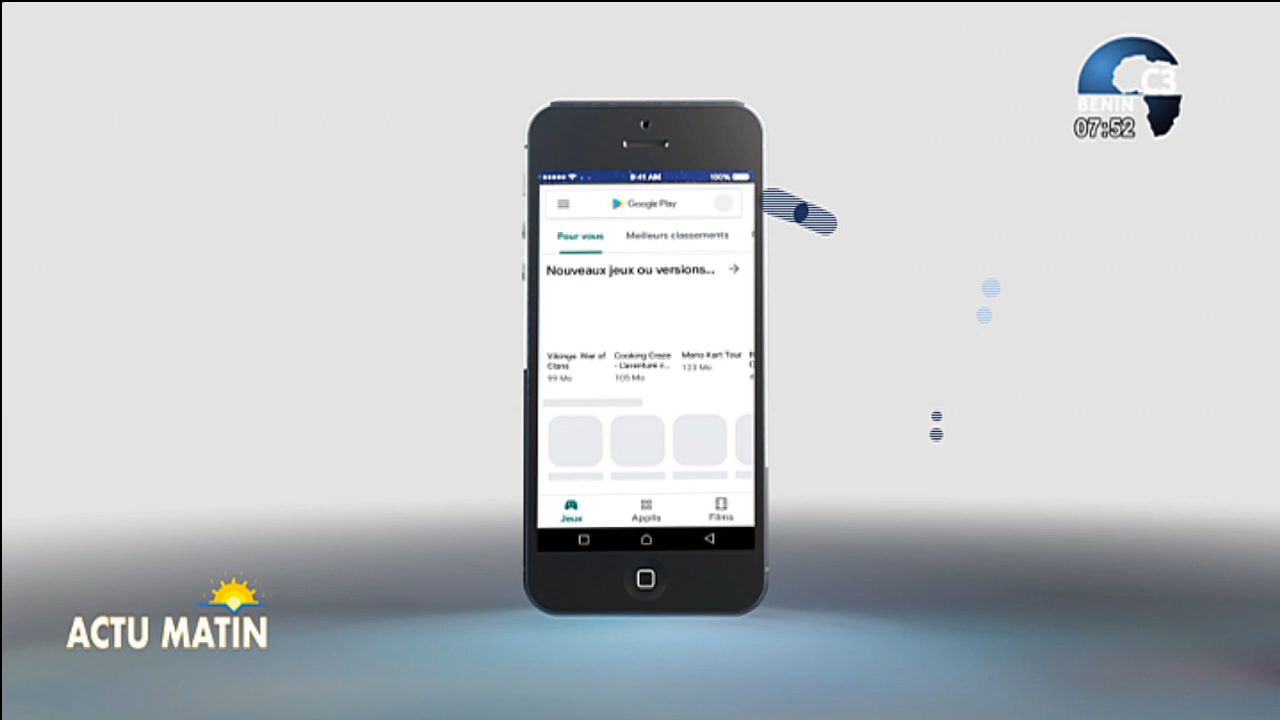 C3
BENIN
07:52
9:41 AM
100%
Google Play
Pour vous
Meilleurs classements
Nouveaux jeux ou versions...
Vikings: War of
Clans
99 Mo
Cooking Craze
- L'aventure c...
105 Mo
Mario Kart Tour
123 Mo
Jeux
Applis
Films
ACTU MATIN